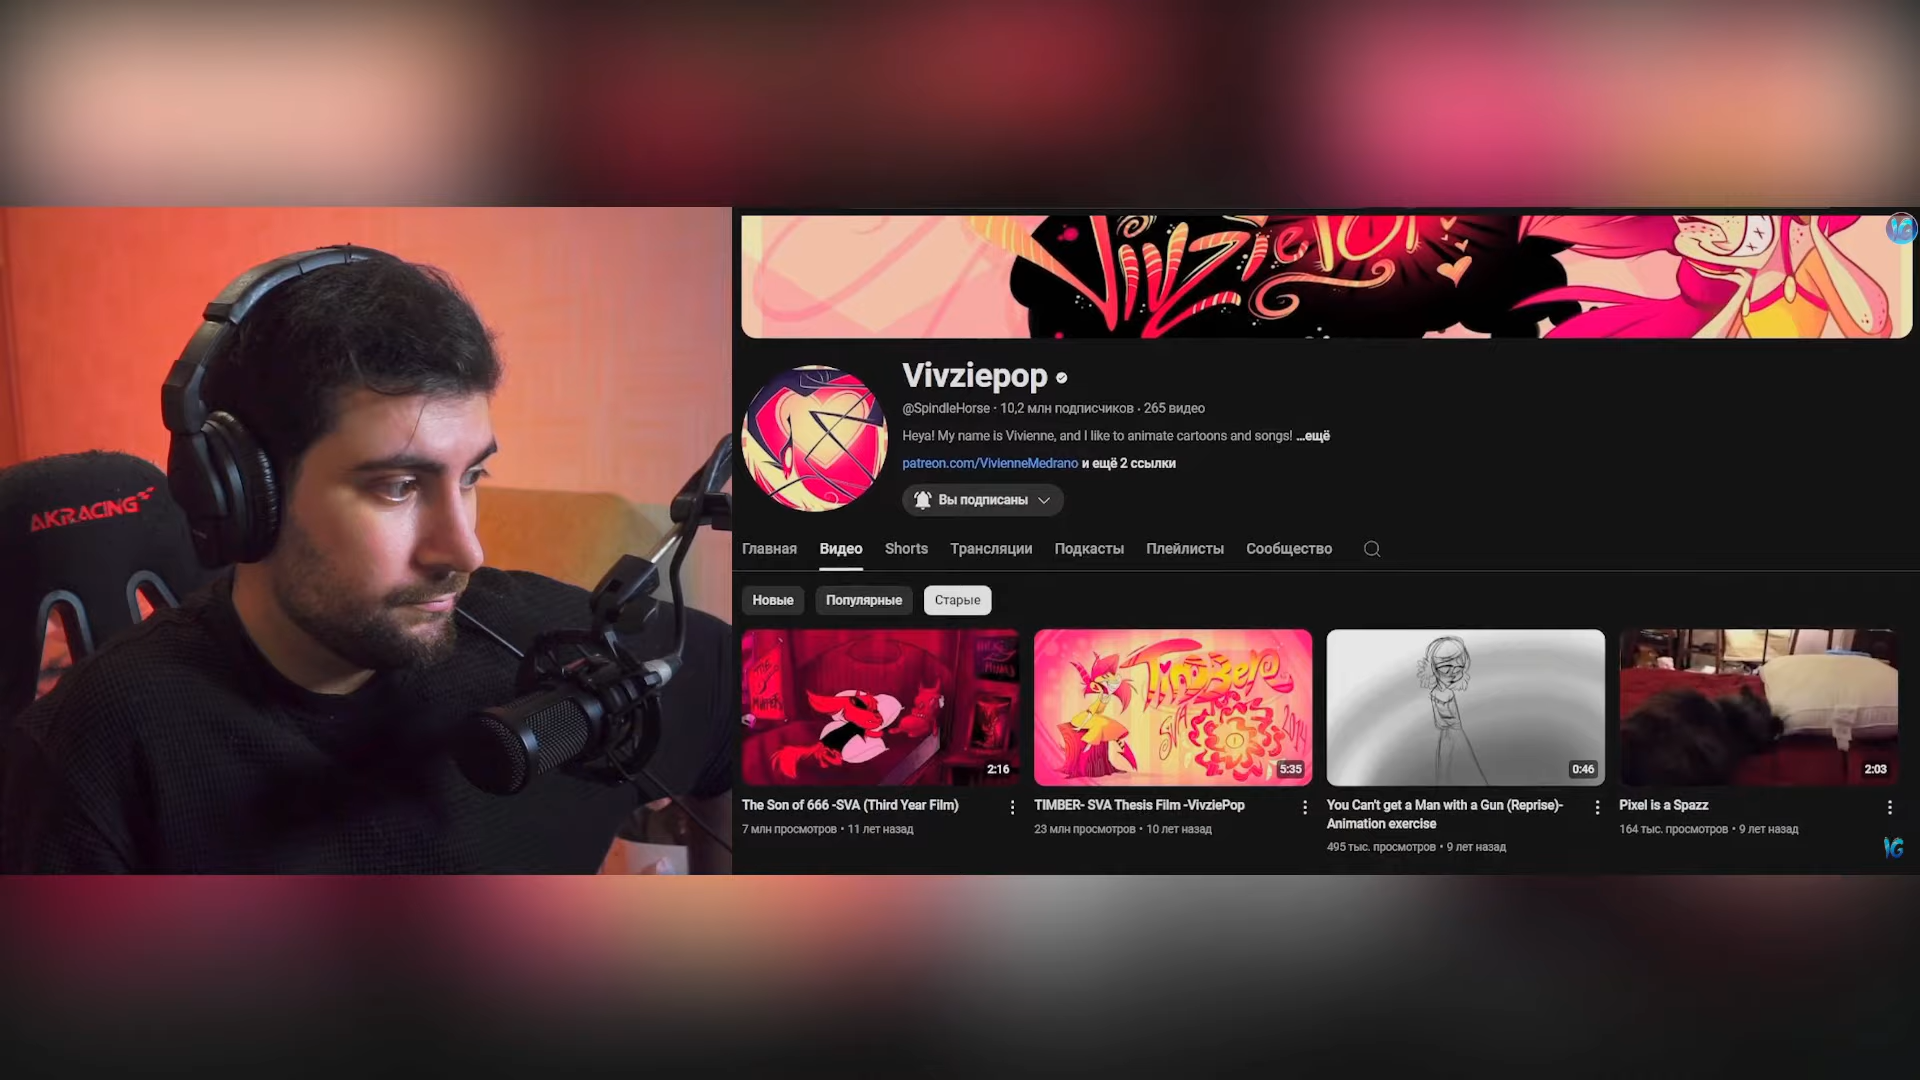 AKRACING
VivziePop
Vivziepop
@SpindleHorse · 10,2 млн подписчиков · 265 видео
Heya! My name is Vivienne, and I like to animate cartoons and songs! ...ещё
patreon.com/VivienneMedrano и ещё 2 ссылки
Вы подписаны
Главная Видео Shorts Трансляции Подкасты Плейлисты Сообщество
Новые Популярные Старые
Timber
SVA 2014
2:16 5:35 0:46 2:03
The Son of 666 -SVA (Third Year Film)
7 млн просмотров • 11 лет назад
TIMBER- SVA Thesis Film -VivziePop
23 млн просмотров • 10 лет назад
You Can't get a Man with a Gun (Reprise)-
Animation exercise
495 тыс. просмотров • 9 лет назад
Pixel is a Spazz
164 тыс. просмотров • 9 лет назад